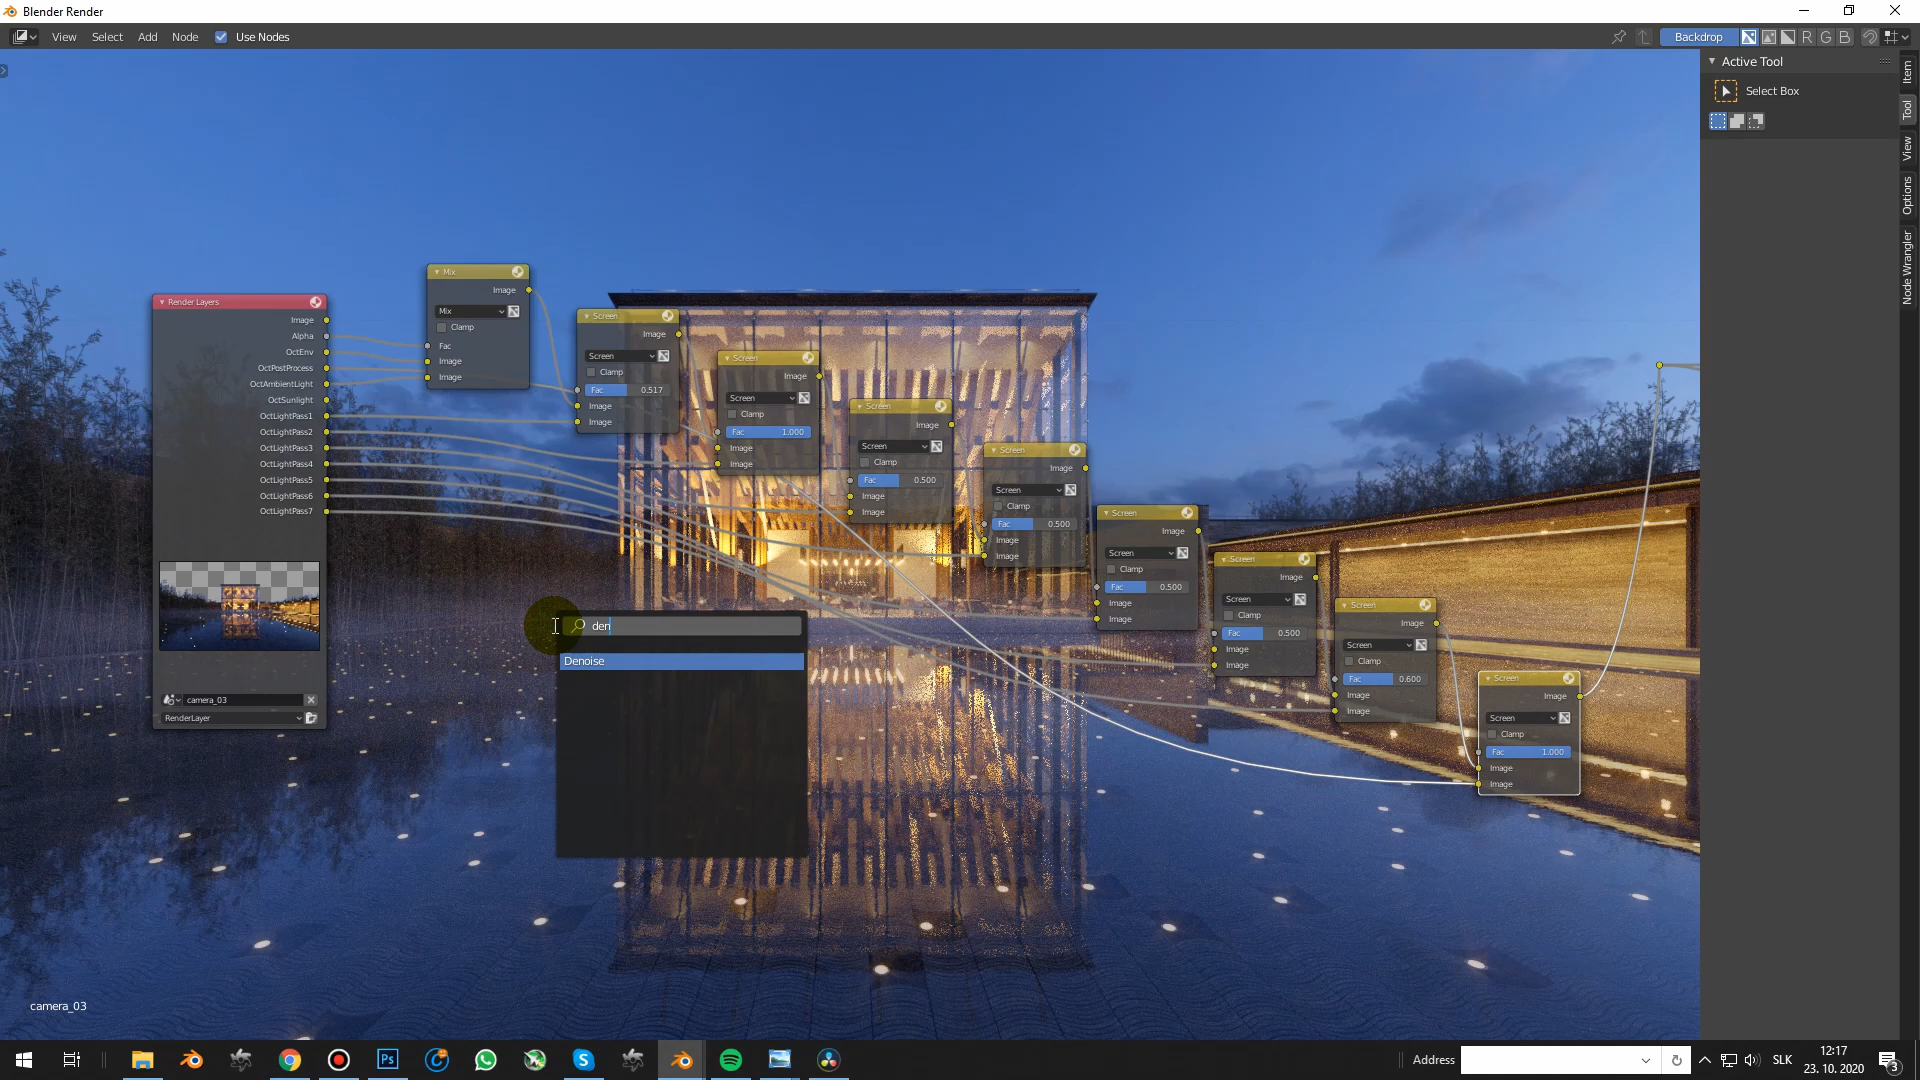 Blender Render
View Select Add Node Use Nodes Backdrop R G B
Active Tool
Select Box
Item
Tool
View
Options
Node Wrangler
Render Layers
Image
Alpha
OctEnv
OctPostProcess
OctAmbientLight
OctSunlight
OctLightPass1
OctLightPass2
OctLightPass3
OctLightPass4
OctLightPass5
OctLightPass6
OctLightPass7
camera_03
RenderLayer
Mix
Image
Mix
Clamp
Fac
Image
Image
Screen
Image
Screen
Clamp
Fac 0.517
Image
Image
Screen
Image
Screen
Clamp
Fac 1.000
Image
Image
Screen
Image
Screen
Clamp
Fac 0.500
Image
Image
Screen
Image
Screen
Clamp
Fac 0.500
Image
Image
Screen
Image
Screen
Clamp
Fac 0.500
Image
Image
Screen
Image
Screen
Clamp
Fac 0.500
Image
Image
Screen
Image
Screen
Clamp
Fac 0.600
Image
Image
Screen
Image
Screen
Clamp
Fac 1.000
Image
Image
den
Denoise
camera_03
Ps
Address
SLK
12:17
23. 10. 2020
3